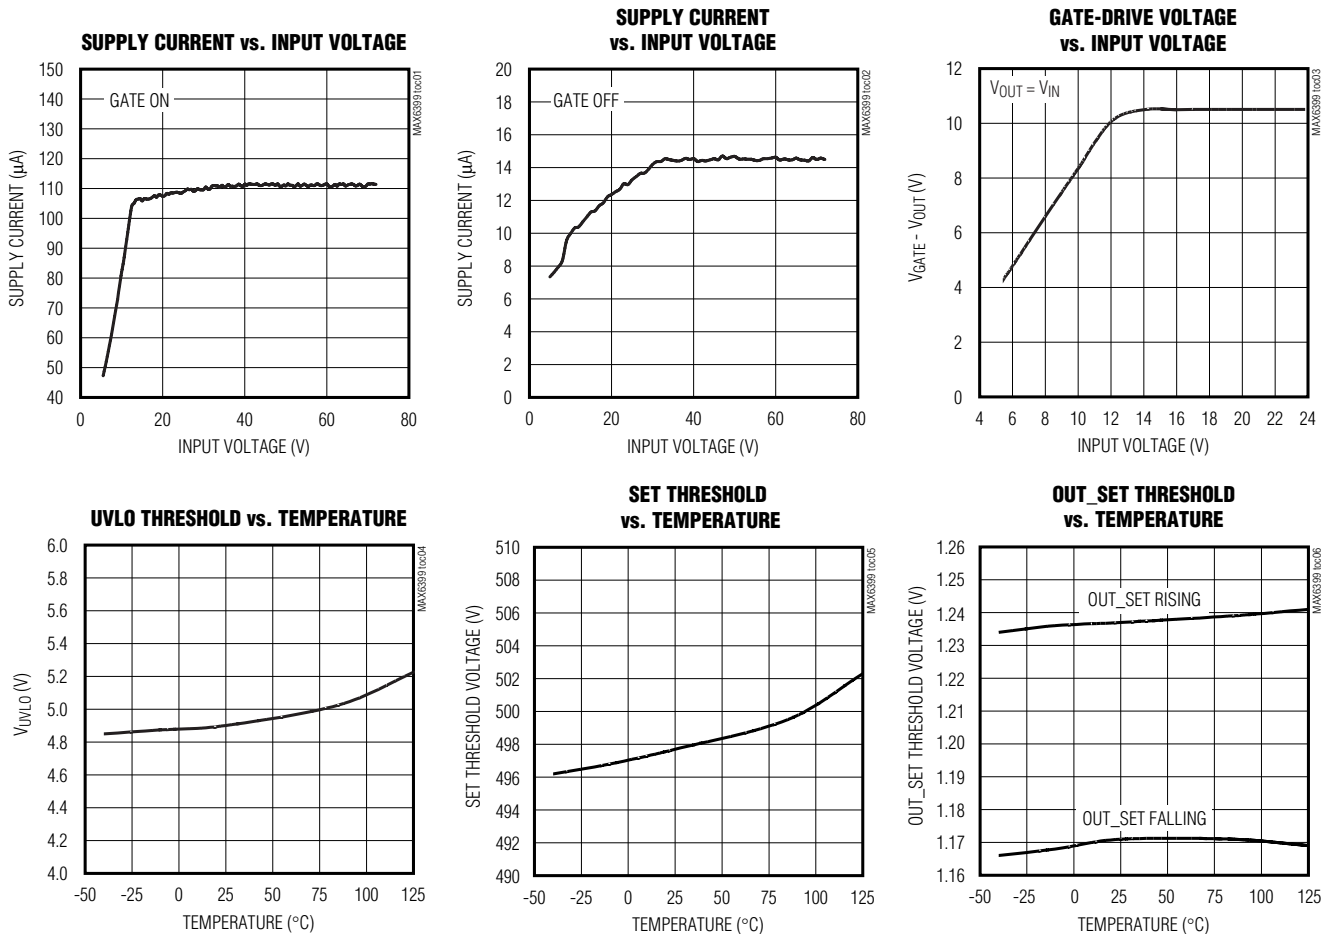 SUPPLY CURRENT vs. INPUT VOLTAGE
150
140
130
120
110
100
90
80
70
60
50
40
SUPPLY CURRENT (µA)
GATE ON
MAX6399 toc01
0 20 40 60 80
INPUT VOLTAGE (V)
SUPPLY CURRENT
vs. INPUT VOLTAGE
20
18
16
14
12
10
8
6
4
2
0
SUPPLY CURRENT (µA)
GATE OFF
MAX6399 toc02
0 20 40 60 80
INPUT VOLTAGE (V)
GATE-DRIVE VOLTAGE
vs. INPUT VOLTAGE
12
10
8
6
4
2
0
VGATE - VOUT (V)
VOUT = VIN
MAX6399 toc03
4 6 8 10 12 14 16 18 20 22 24
INPUT VOLTAGE (V)
UVLO THRESHOLD vs. TEMPERATURE
6.0
5.8
5.6
5.4
5.2
5.0
4.8
4.6
4.4
4.2
4.0
VUVLO (V)
MAX6399 toc04
-50 -25 0 25 50 75 100 125
TEMPERATURE (°C)
SET THRESHOLD
vs. TEMPERATURE
510
508
506
504
502
500
498
496
494
492
490
SET THRESHOLD VOLTAGE (V)
MAX6399 toc05
-50 -25 0 25 50 75 100 125
TEMPERATURE (°C)
OUT_SET THRESHOLD
vs. TEMPERATURE
1.26
1.25
1.24
1.23
1.22
1.21
1.20
1.19
1.18
1.17
1.16
OUT_SET THRESHOLD VOLTAGE (V)
OUT_SET RISING
OUT_SET FALLING
MAX6399 toc06
-50 -25 0 25 50 75 100 125
TEMPERATURE (°C)